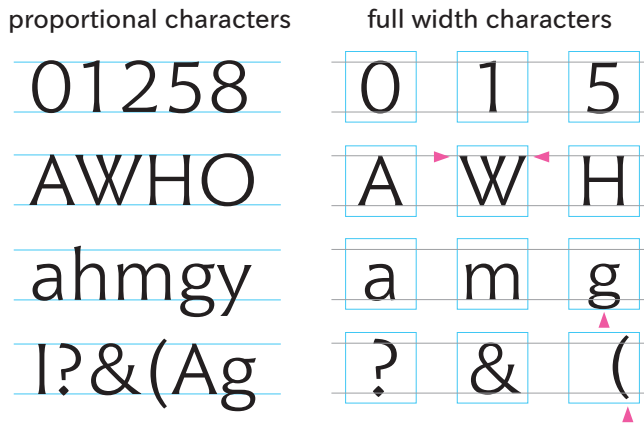 proportional characters
full width characters
01258
0 1 5
AWHO
A W H
ahmgy
a m g
I?&(Ag
? & (